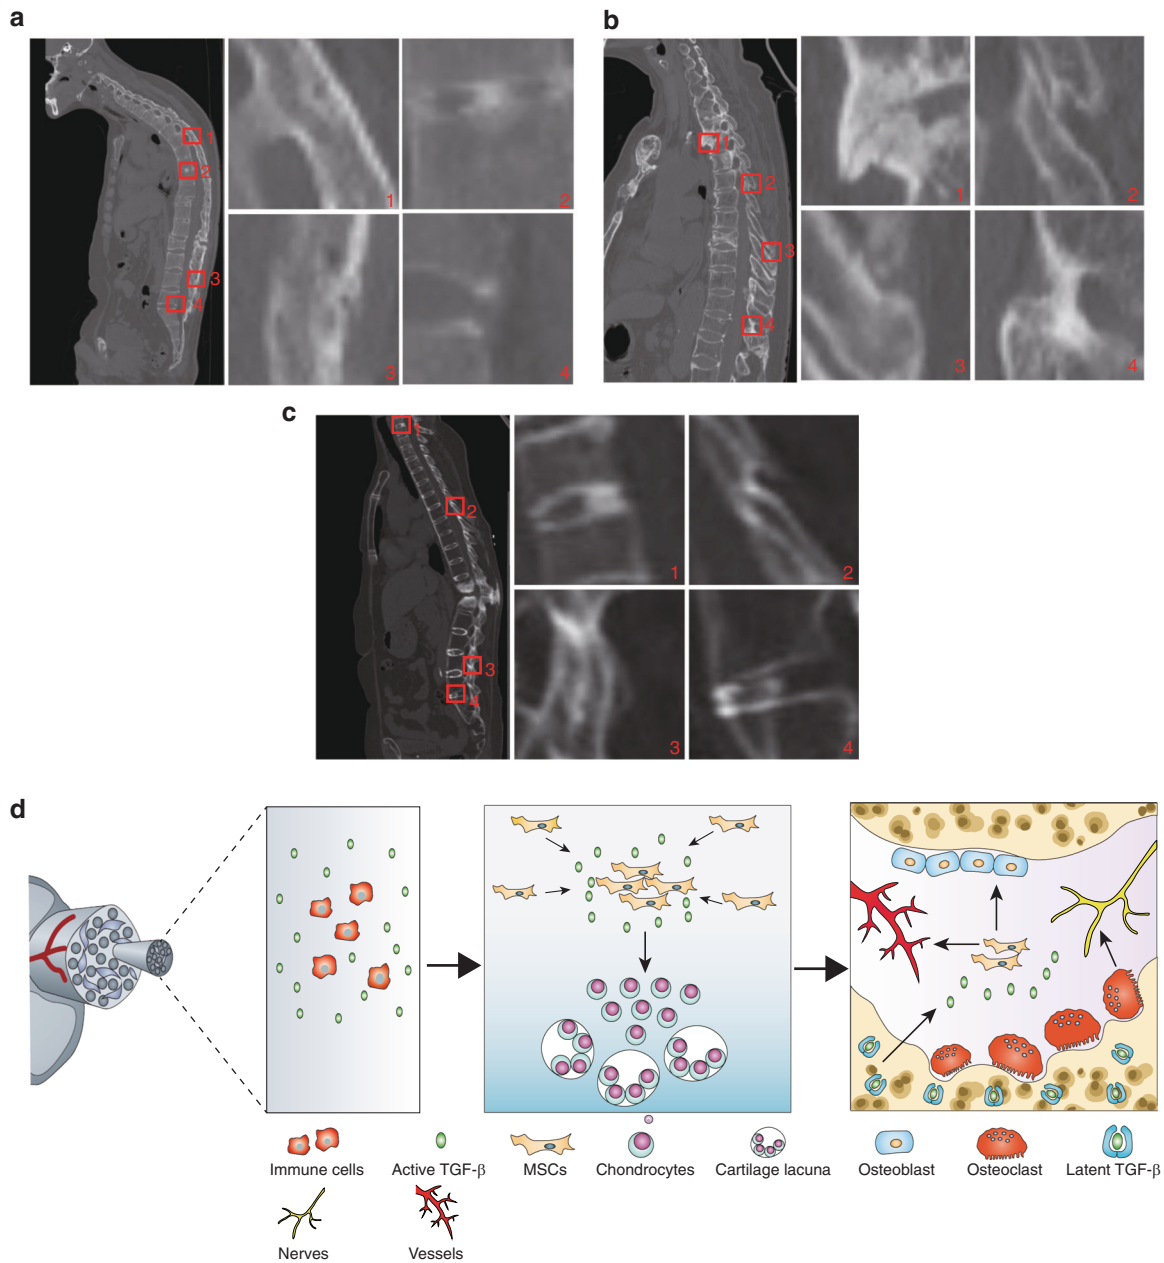 a
b
1
2
3
4
1
2
3
4
1
2
3
4
1
2
3
4
c
1
2
3
4
1
2
3
4
d
Immune cells
Active TGF-β
MSCs
Chondrocytes
Cartilage lacuna
Osteoblast
Osteoclast
Latent TGF-β
Nerves
Vessels